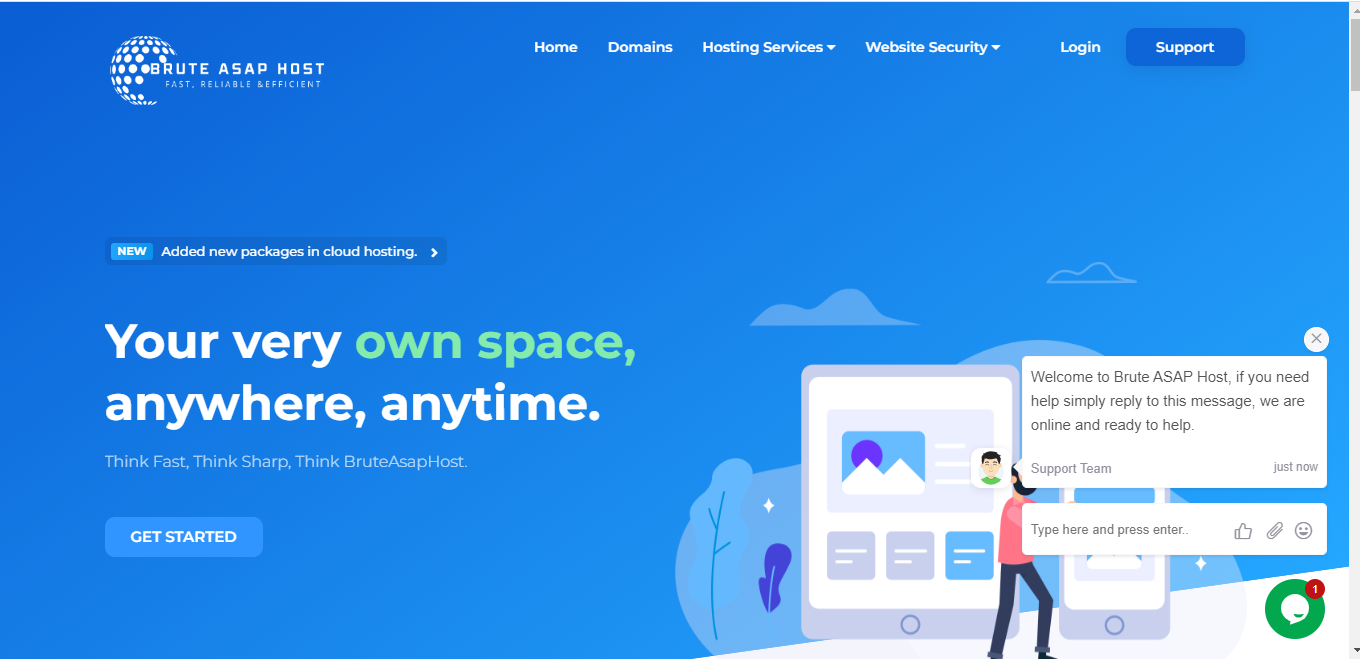 BRUTE ASAP HOST
FAST, RELIABLE &EFFICIENT
Home Domains Hosting Services Website Security Login Support
NEW Added new packages in cloud hosting.
Your very own space,
anywhere, anytime.
Think Fast, Think Sharp, Think BruteAsapHost.
GET STARTED
Welcome to Brute ASAP Host, if you need
help simply reply to this message, we are
online and ready to help.
Support Team just now
Type here and press enter..
1